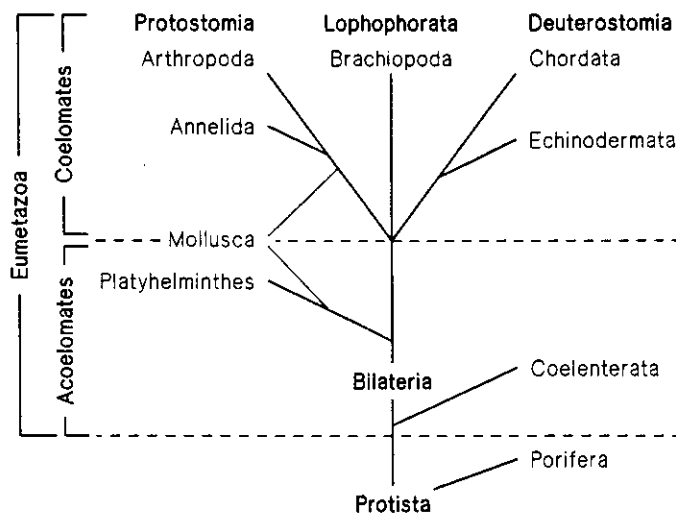 Protostomia Lophophorata Deuterostomia
Arthropoda Brachiopoda Chordata
Annelida
Echinodermata
Coelomates
Eumetazoa
Mollusca
Platyhelminthes
Acoelomates
Coelenterata
Bilateria
Porifera
Protista